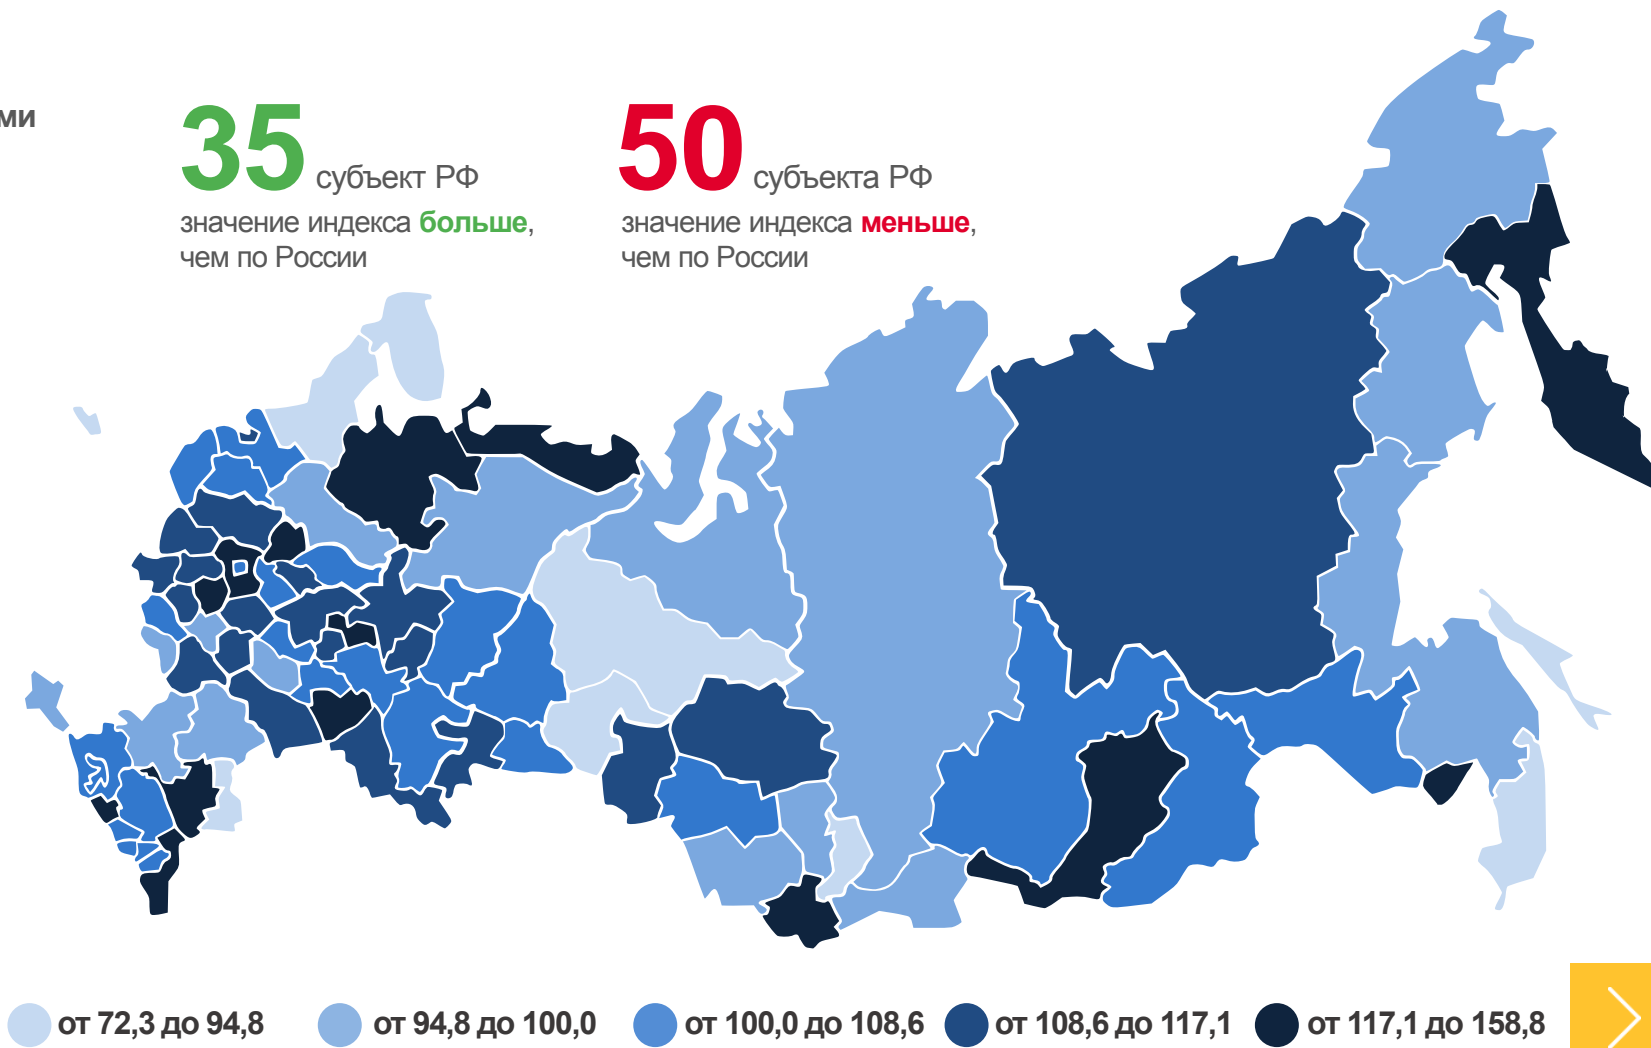 ми
35 субъект РФ
значение индекса больше,
чем по России
50 субъекта РФ
значение индекса меньше,
чем по России
от 72,3 до 94,8
от 94,8 до 100,0
от 100,0 до 108,6
от 108,6 до 117,1
от 117,1 до 158,8